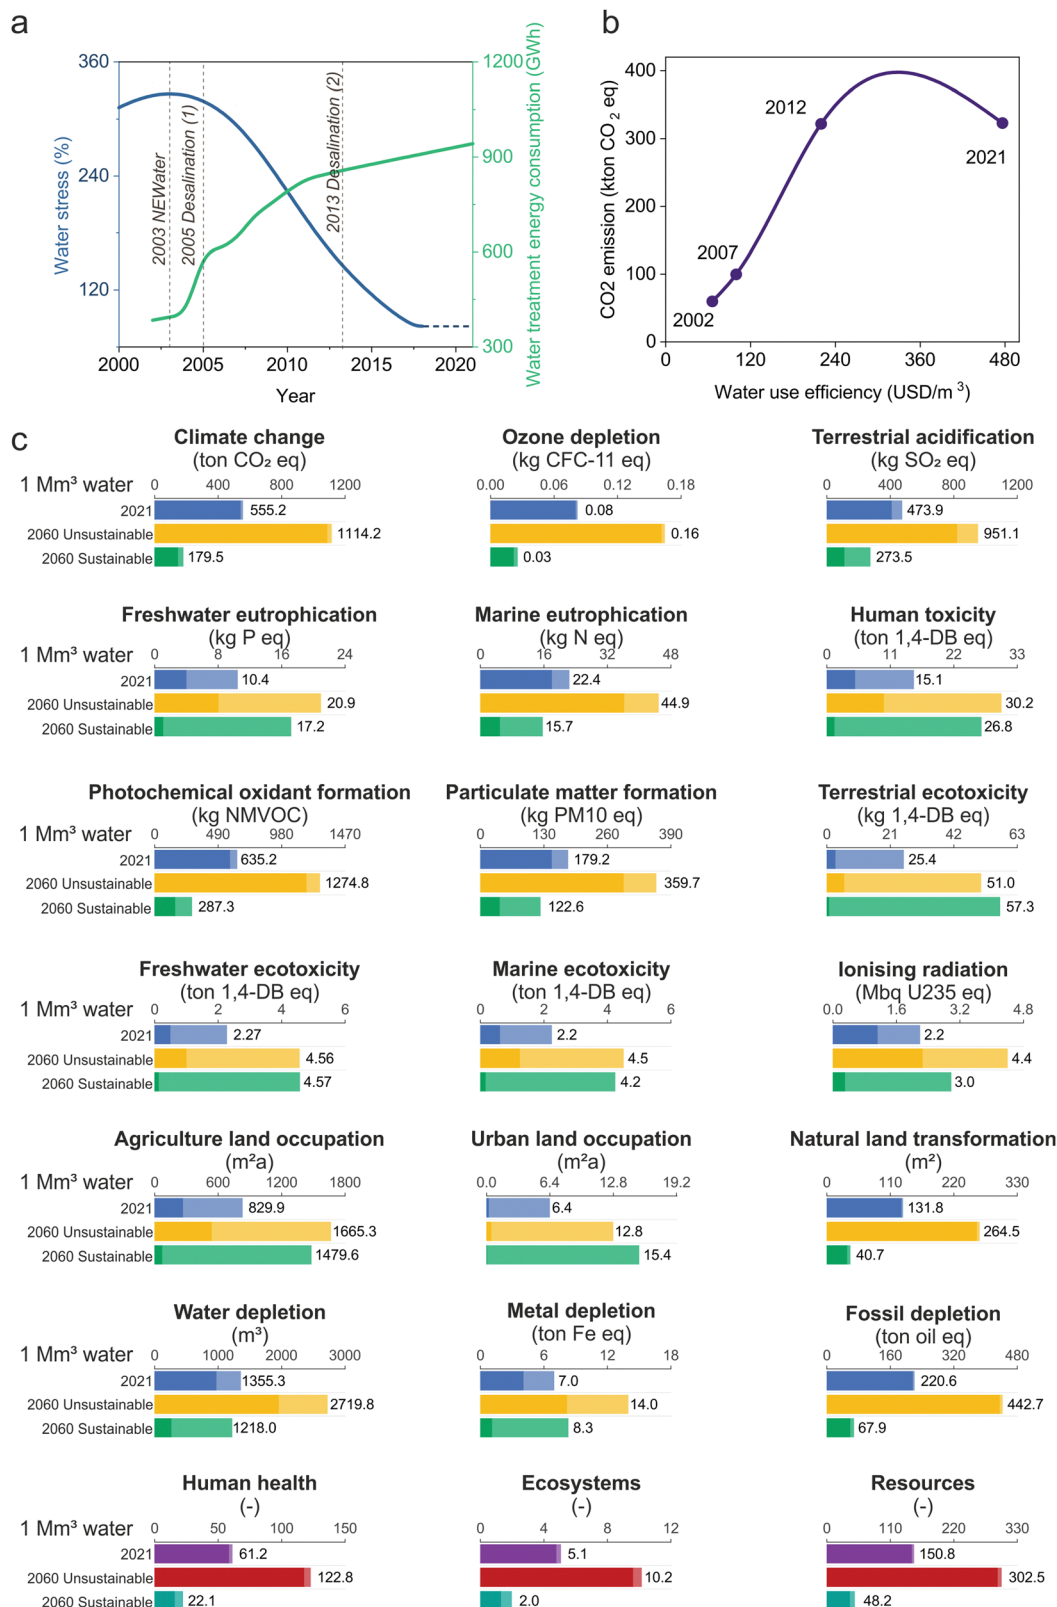 a
b
360
240
120
Water stress (%)
1200
900
600
300
Water treatment energy consumption (GWh)
2003 NEWater
2005 Desalination (1)
2013 Desalination (2)
2000 2005 2010 2015 2020
Year
400
300
200
100
0
CO2 emission (kton CO2 eq)
2002
2007
2012
2021
0 120 240 360 480
Water use efficiency (USD/m3)
c
Climate change
(ton CO₂ eq)
1 Mm³ water
0 400 800 1200
2021 555.2
2060 Unsustainable 1114.2
2060 Sustainable 179.5
Ozone depletion
(kg CFC-11 eq)
0.00 0.06 0.12 0.18
0.08
0.16
0.03
Terrestrial acidification
(kg SO₂ eq)
0 400 800 1200
473.9
951.1
273.5
Freshwater eutrophication
(kg P eq)
1 Mm³ water
0 8 16 24
2021 10.4
2060 Unsustainable 20.9
2060 Sustainable 17.2
Marine eutrophication
(kg N eq)
0 16 32 48
22.4
44.9
15.7
Human toxicity
(ton 1,4-DB eq)
0 11 22 33
15.1
30.2
26.8
Photochemical oxidant formation
(kg NMVOC)
1 Mm³ water
0 490 980 1470
2021 635.2
2060 Unsustainable 1274.8
2060 Sustainable 287.3
Particulate matter formation
(kg PM10 eq)
0 130 260 390
179.2
359.7
122.6
Terrestrial ecotoxicity
(kg 1,4-DB eq)
0 21 42 63
25.4
51.0
57.3
Freshwater ecotoxicity
(ton 1,4-DB eq)
1 Mm³ water
0 2 4 6
2021 2.27
2060 Unsustainable 4.56
2060 Sustainable 4.57
Marine ecotoxicity
(ton 1,4-DB eq)
0 2 4 6
2.2
4.5
4.2
Ionising radiation
(Mbq U235 eq)
0.0 1.6 3.2 4.8
2.2
4.4
3.0
Agriculture land occupation
(m²a)
1 Mm³ water
0 600 1200 1800
2021 829.9
2060 Unsustainable 1665.3
2060 Sustainable 1479.6
Urban land occupation
(m²a)
0.0 6.4 12.8 19.2
6.4
12.8
15.4
Natural land transformation
(m²)
0 110 220 330
131.8
264.5
40.7
Water depletion
(m³)
1 Mm³ water
0 1000 2000 3000
2021 1355.3
2060 Unsustainable 2719.8
2060 Sustainable 1218.0
Metal depletion
(ton Fe eq)
0 6 12 18
7.0
14.0
8.3
Fossil depletion
(ton oil eq)
0 160 320 480
220.6
442.7
67.9
Human health
(-)
1 Mm³ water
0 50 100 150
2021 61.2
2060 Unsustainable 122.8
2060 Sustainable 22.1
Ecosystems
(-)
0 4 8 12
5.1
10.2
2.0
Resources
(-)
0 110 220 330
150.8
302.5
48.2